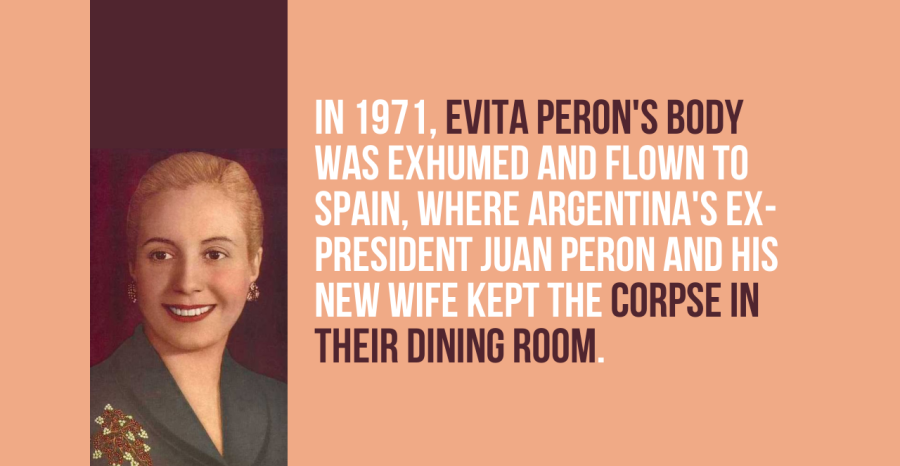 IN 1971, EVITA PERON'S BODY
WAS EXHUMED AND FLOWN TO
SPAIN, WHERE ARGENTINA'S EX-
PRESIDENT JUAN PERON AND HIS
NEW WIFE KEPT THE CORPSE IN
THEIR DINING ROOM.